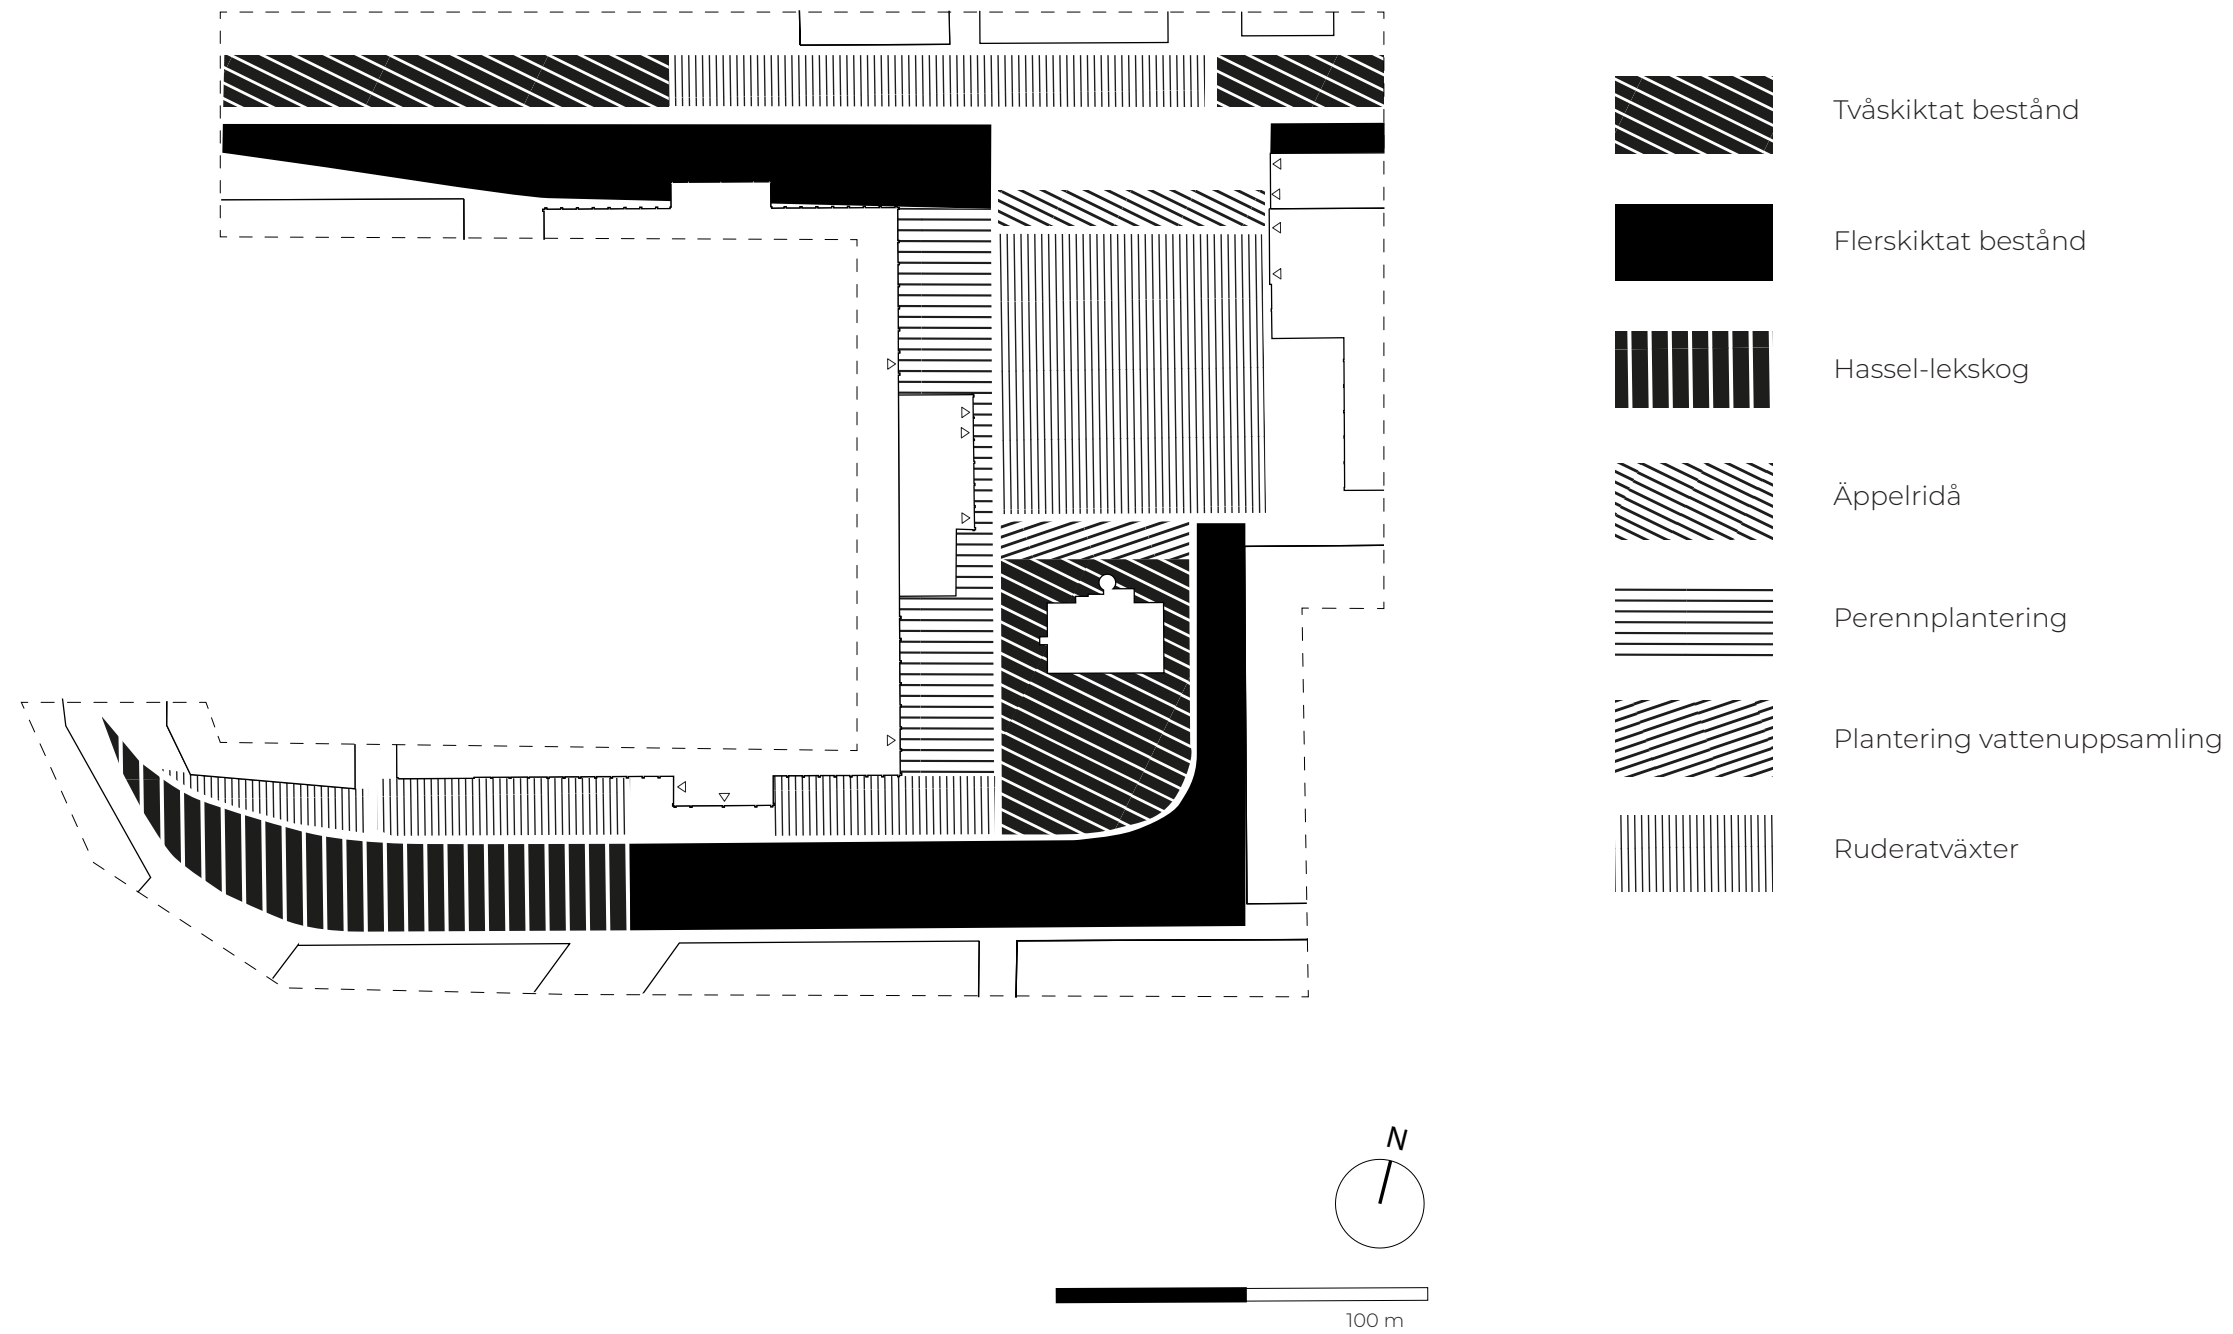 Tvåskiktat bestånd
Flerskiktat bestånd
Hassel-lekskog
Äppelridå
Perennplantering
Plantering vattenuppsamling
Ruderatväxter
N
100 m